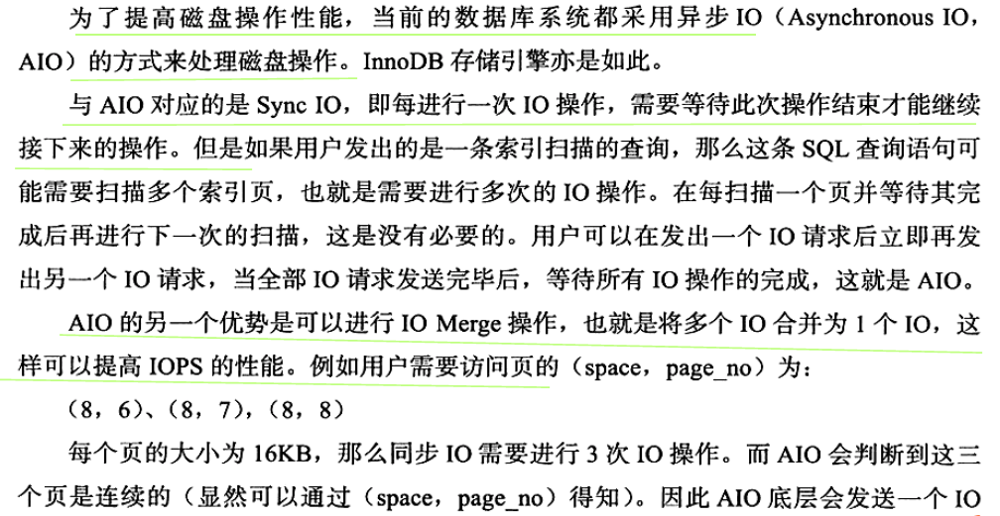 为了提高磁盘操作性能，当前的数据库系统都采用异步 IO（Asynchronous IO，
AIO）的方式来处理磁盘操作。InnoDB 存储引擎亦是如此。
与 AIO 对应的是 Sync IO，即每进行一次 IO 操作，需要等待此次操作结束才能继续
接下来的操作。但是如果用户发出的是一条索引扫描的查询，那么这条 SQL 查询语句可
能需要扫描多个索引页，也就是需要进行多次的 IO 操作。在每扫描一个页并等待其完
成后再进行下一次的扫描，这是没有必要的。用户可以在发出一个 IO 请求后立即再发
出另一个 IO 请求，当全部 IO 请求发送完毕后，等待所有 IO 操作的完成，这就是 AIO。
AIO 的另一个优势是可以进行 IO Merge 操作，也就是将多个 IO 合并为 1 个 IO，这
样可以提高 IOPS 的性能。例如用户需要访问页的（space，page_no）为：
（8，6）、（8，7），（8，8）
每个页的大小为 16KB，那么同步 IO 需要进行 3 次 IO 操作。而 AIO 会判断到这三
个页是连续的（显然可以通过（space，page_no）得知）。因此 AIO 底层会发送一个 IO